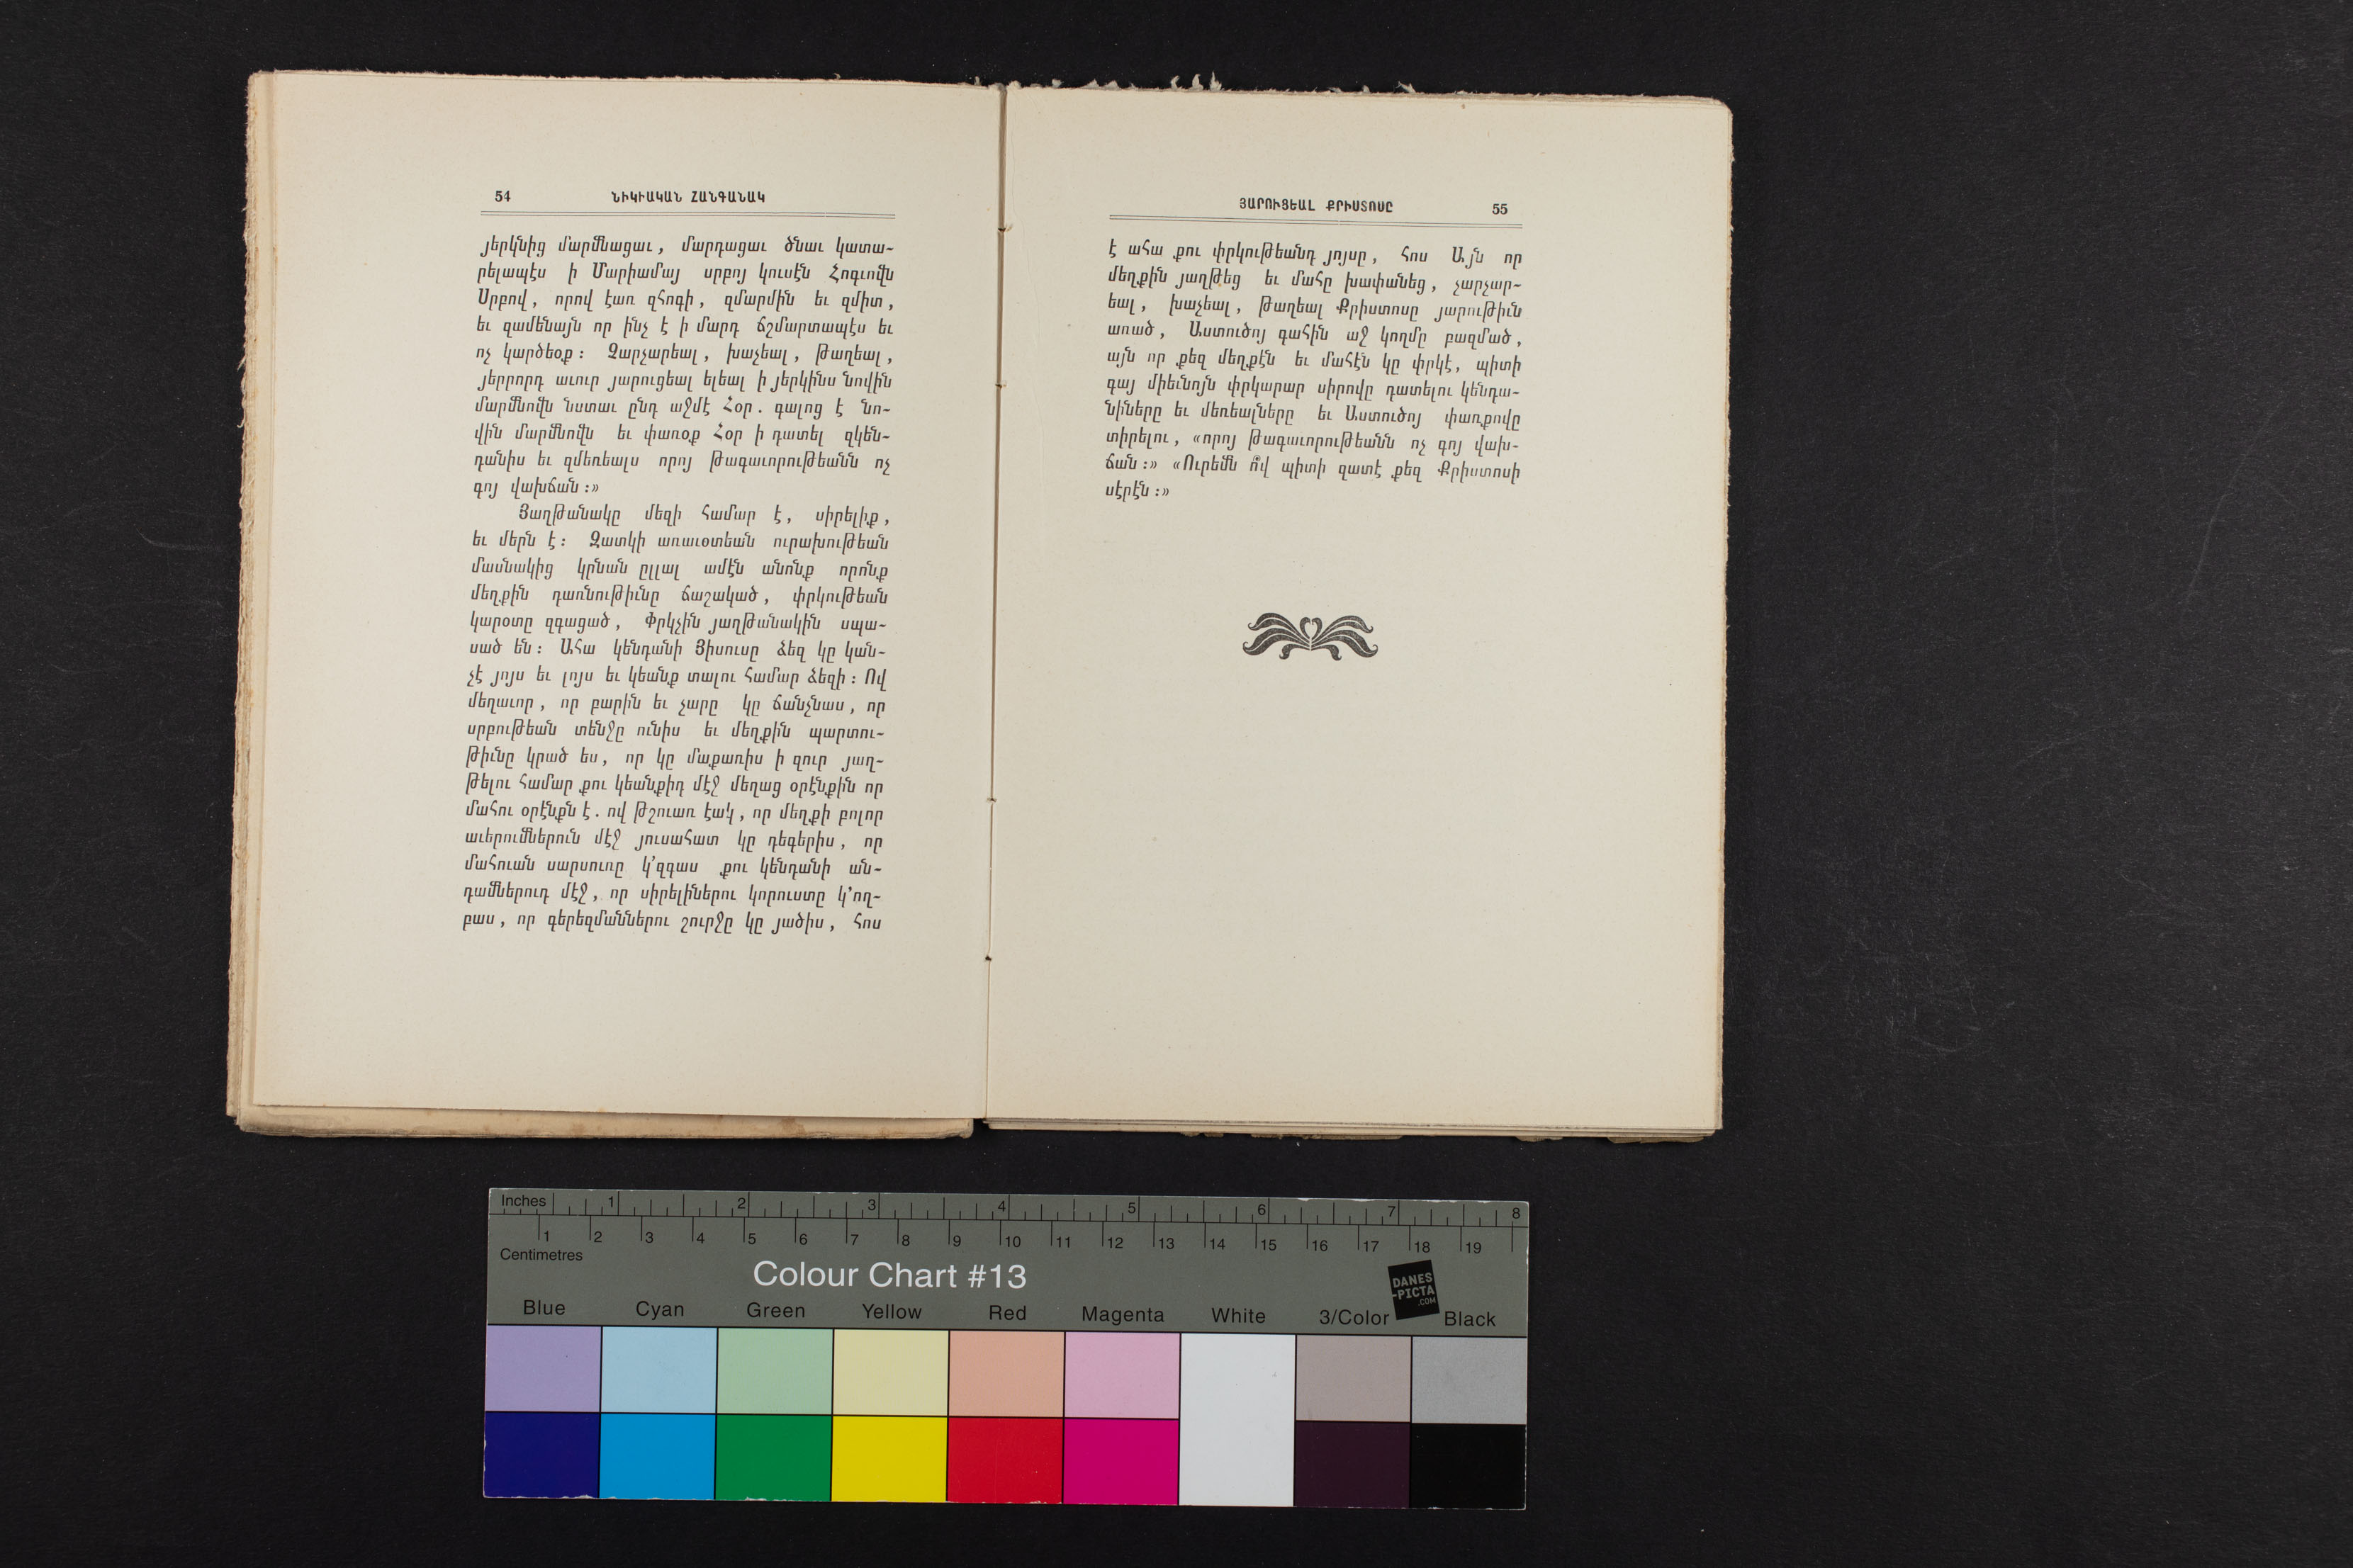 54 ՆԻԿԻԱԿԱՆ ՀԱՆԳԱՆԱԿ
յերկնից մարմնացաւ, մարդացաւ ծնաւ կատա-
րելապէս ի Մարիամայ սրբոյ կուսէն Հոգւովն
Սրբով, որով էառ զհոգի, զմարմին եւ զմիտ,
եւ զամենայն որ ինչ է ի մարդ ճշմարտապէս եւ
ոչ կարծեօք։ Չարչարեալ, խաչեալ, թաղեալ,
յերրորդ աւուր յարուցեալ ելեալ ի յերկինս նովին
մարմնովն նստաւ ընդ աջմէ Հօր. գալոց է նո-
վին մարմնովն եւ փառօք Հօր ի դատել զկեն-
դանիս եւ զմեռեալս որոյ թագաւորութեանն ոչ
գոյ վախճան։»
Յաղթանակը մեզի համար է, սիրելիք,
եւ մերն է։ Զատկի առաւօտեան ուրախութեան
մասնակից կրնան ըլլալ ամէն անոնք որոնք
մեղքին դառնութիւնը ճաշակած, փրկութեան
կարօտը զգացած, Փրկչին յաղթանակին սպա-
սած են։ Ահա կենդանի Յիսուսը ձեզ կը կան-
չէ յոյս եւ լոյս եւ կեանք տալու համար ձեզի։ Ով
մեղաւոր, որ բարին եւ չարը կը ճանչնաս, որ
սրբութեան տենջը ունիս եւ մեղքին պարտու-
թիւնը կրած ես, որ կը մաքառիս ի զուր յաղ-
թելու համար քու կեանքիդ մէջ մեղաց օրէնքին որ
մահու օրէնքն է. ով թշուառ էակ, որ մեղքի բոլոր
աւերումներուն մէջ յուսահատ կը դեգերիս, որ
մահուան սարսուռը կ՚զգաս քու կենդանի ան-
դամներուդ մէջ, որ սիրելիներու կորուստը կ՚ող-
բաս, որ գերեզմաններու շուրջը կը յածիս, հոս
ՅԱՐՈՒՑԵԱԼ ՔՐԻՍՏՈՍԸ 55
է ահա քու փրկութեանդ յոյսը, հոս Այն որ
մեղքին յաղթեց եւ մահը խափանեց, չարչար-
եալ, խաչեալ, թաղեալ Քրիստոսը յարութիւն
առած, Աստուծոյ գահին աջ կողմը բազմած,
այն որ քեզ մեղքէն եւ մահէն կը փրկէ, պիտի
գայ միեւնոյն փրկարար սիրովը դատելու կենդա-
նիները եւ մեռեալները եւ Աստուծոյ փառքովը
տիրելու, «որոյ թագաւորութեանն ոչ գոյ վախ-
ճան։» «Ուրեմն ո՞վ պիտի զատէ քեզ Քրիստոսի
սէրէն։»
Inches 1 2 3 4 5 6 7 8
1 2 3 4 5 6 7 8 9 10 11 12 13 14 15 16 17 18 19
Centimetres
Colour Chart #13
DANES
-PICTA
.COM
Blue Cyan Green Yellow Red Magenta White 3/Color Black